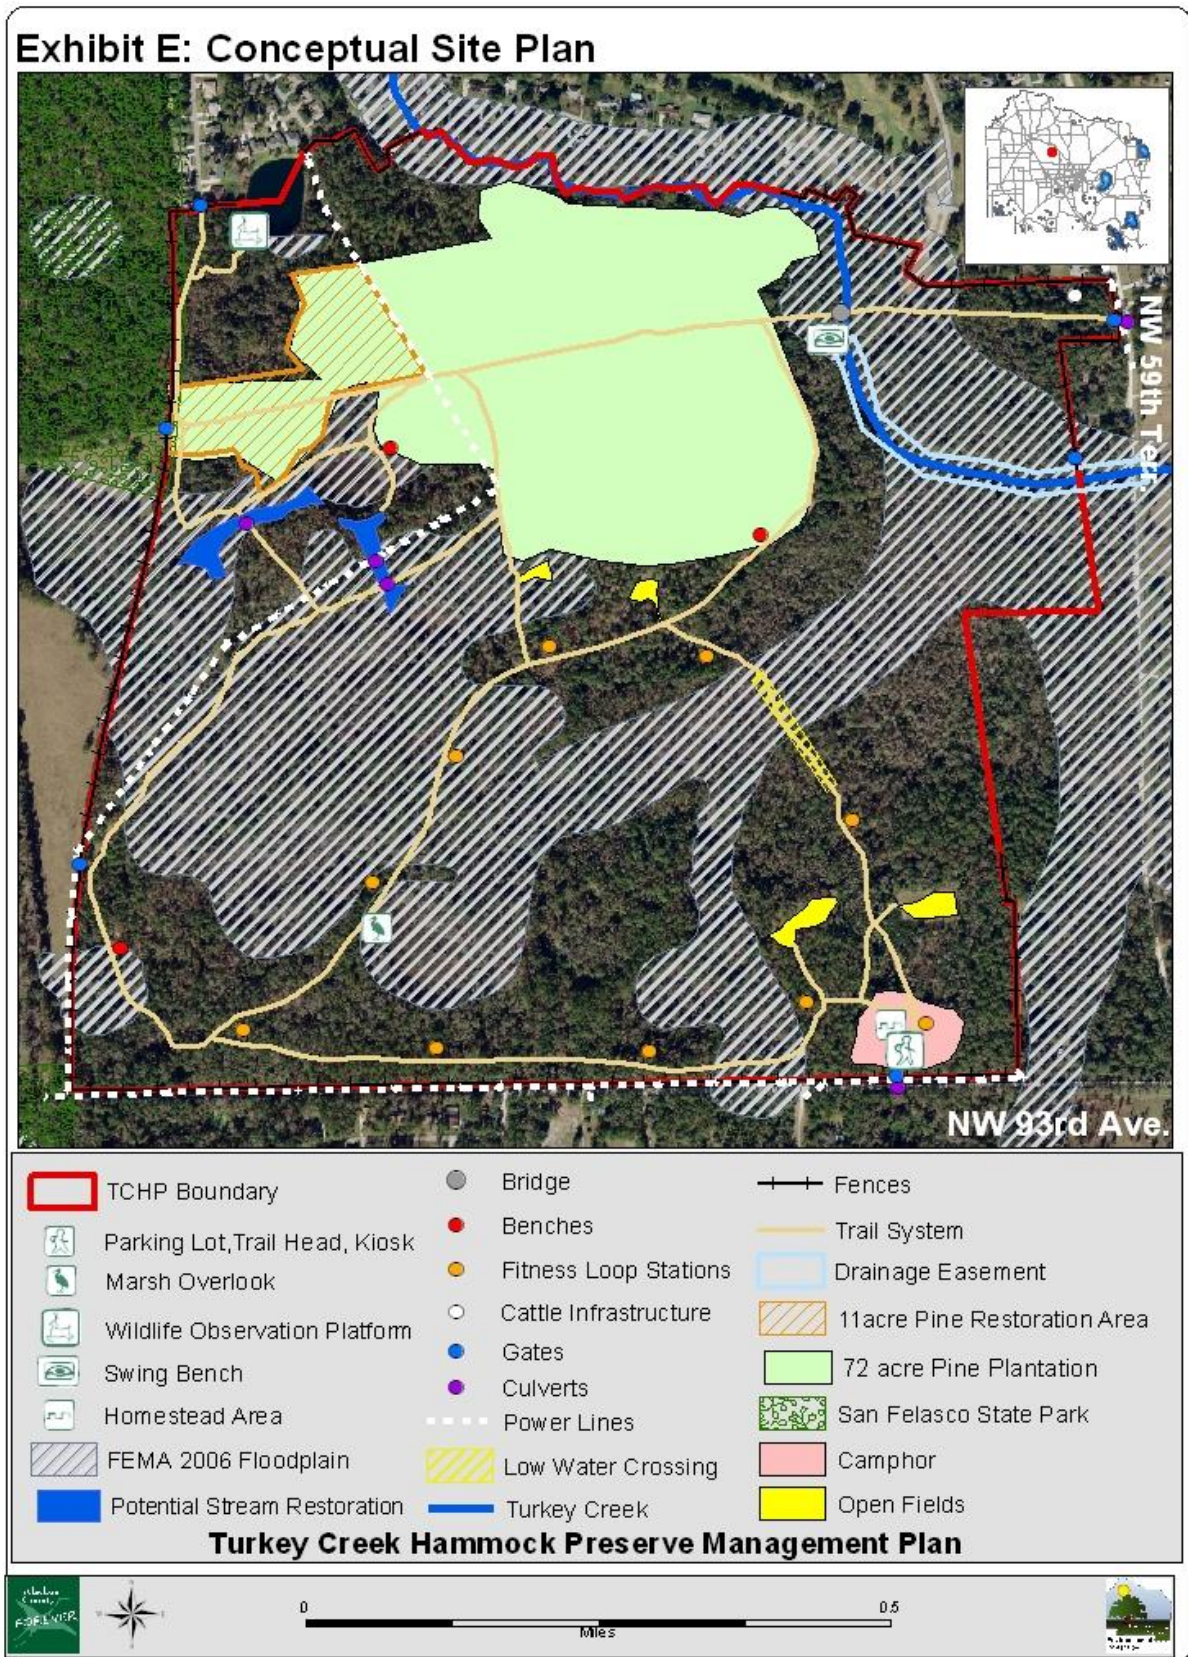 Exhibit E: Conceptual Site Plan
NW 59th Terr.
NW 93rd Ave.
TCHP Boundary
Parking Lot,Trail Head, Kiosk
Marsh Overlook
Wildlife Observation Platform
Swing Bench
Homestead Area
FEMA 2006 Floodplain
Potential Stream Restoration
Bridge
Benches
Fitness Loop Stations
Cattle Infrastructure
Gates
Culverts
Power Lines
Low Water Crossing
Turkey Creek
Fences
Trail System
Drainage Easement
11acre Pine Restoration Area
72 acre Pine Plantation
San Felasco State Park
Camphor
Open Fields
Turkey Creek Hammock Preserve Management Plan
Alachua
County
FOREVER
0
0.5
Miles